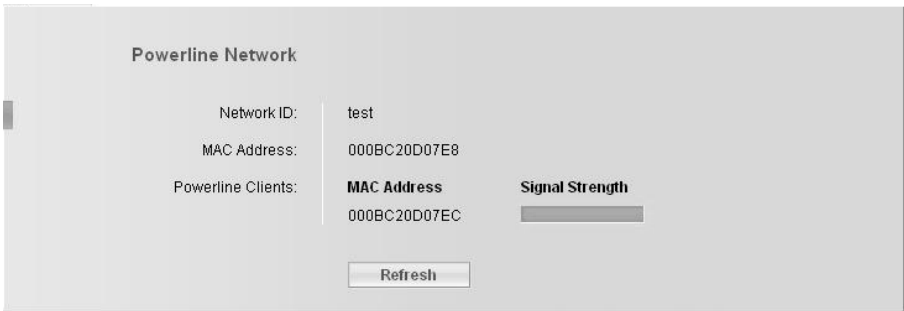 Powerline Network
Network ID: test
MAC Address: 000BC20D07E8
Powerline Clients: MAC Address Signal Strength
000BC20D07EC
Refresh